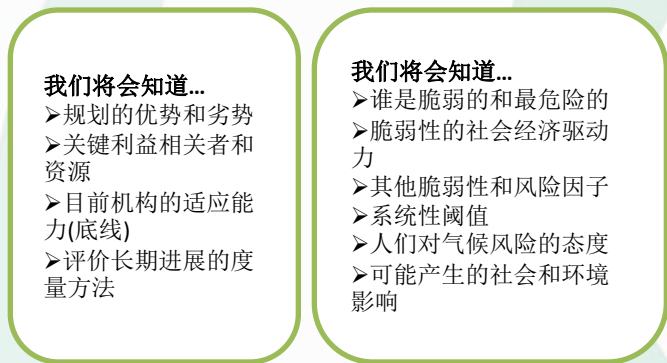 我们将会知道…
➢规划的优势和劣势
➢关键利益相关者和
资源
➢目前机构的适应能
力(底线)
➢评价长期进展的度
量方法
我们将会知道…
➢谁是脆弱的和最危险的
➢脆弱性的社会经济驱动
力
➢其他脆弱性和风险因子
➢系统性阈值
➢人们对气候风险的态度
➢可能产生的社会和环境
影响